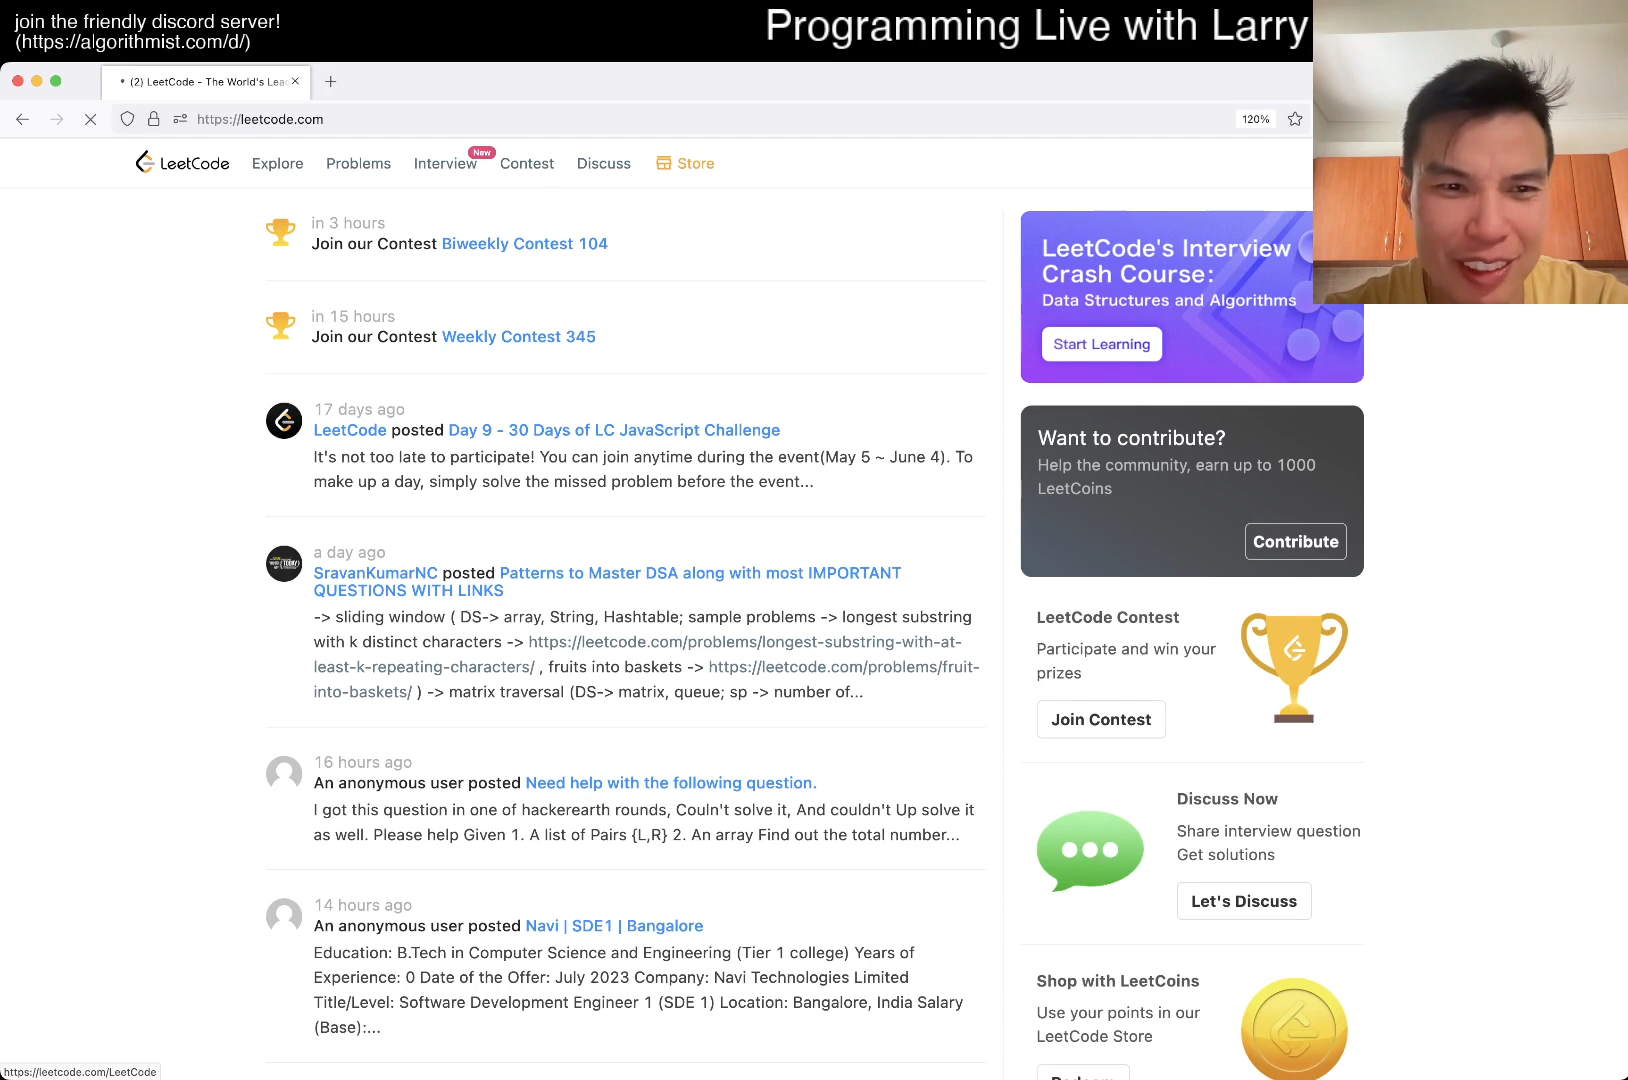 join the friendly discord server!
(https://algorithmist.com/d/)
Programming Live with Larry
(2) LeetCode - The World's Lea
https://leetcode.com
120%
LeetCode
Explore
Problems
Interview
New
Contest
Discuss
Store
in 3 hours
Join our Contest Biweekly Contest 104
in 15 hours
Join our Contest Weekly Contest 345
17 days ago
LeetCode posted Day 9 - 30 Days of LC JavaScript Challenge
It's not too late to participate! You can join anytime during the event(May 5 ~ June 4). To
make up a day, simply solve the missed problem before the event...
a day ago
SravanKumarNC posted Patterns to Master DSA along with most IMPORTANT
QUESTIONS WITH LINKS
-> sliding window ( DS-> array, String, Hashtable; sample problems -> longest substring
with k distinct characters -> https://leetcode.com/problems/longest-substring-with-at-
least-k-repeating-characters/ , fruits into baskets -> https://leetcode.com/problems/fruit-
into-baskets/ ) -> matrix traversal (DS-> matrix, queue; sp -> number of...
16 hours ago
An anonymous user posted Need help with the following question.
I got this question in one of hackerearth rounds, Couln't solve it, And couldn't Up solve it
as well. Please help Given 1. A list of Pairs {L,R} 2. An array Find out the total number...
14 hours ago
An anonymous user posted Navi | SDE1 | Bangalore
Education: B.Tech in Computer Science and Engineering (Tier 1 college) Years of
Experience: 0 Date of the Offer: July 2023 Company: Navi Technologies Limited
Title/Level: Software Development Engineer 1 (SDE 1) Location: Bangalore, India Salary
(Base):...
LeetCode's Interview
Crash Course:
Data Structures and Algorithms
Start Learning
Want to contribute?
Help the community, earn up to 1000
LeetCoins
Contribute
LeetCode Contest
Participate and win your
prizes
Join Contest
Discuss Now
Share interview question
Get solutions
Let's Discuss
Shop with LeetCoins
Use your points in our
LeetCode Store
https://leetcode.com/LeetCode